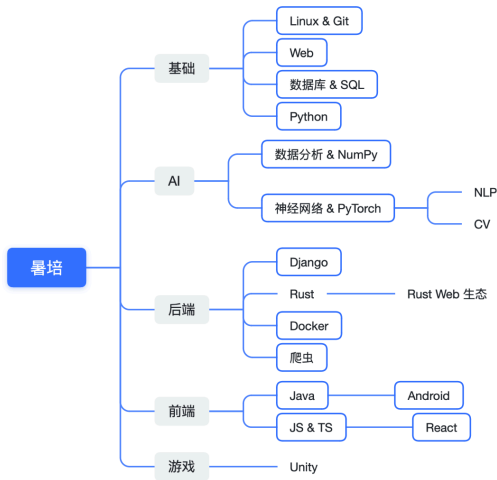 暑培
基础
Linux & Git
Web
数据库 & SQL
Python
AI
数据分析 & NumPy
神经网络 & PyTorch
NLP
CV
后端
Django
Rust
Rust Web 生态
Docker
爬虫
前端
Java
Android
JS & TS
React
游戏
Unity